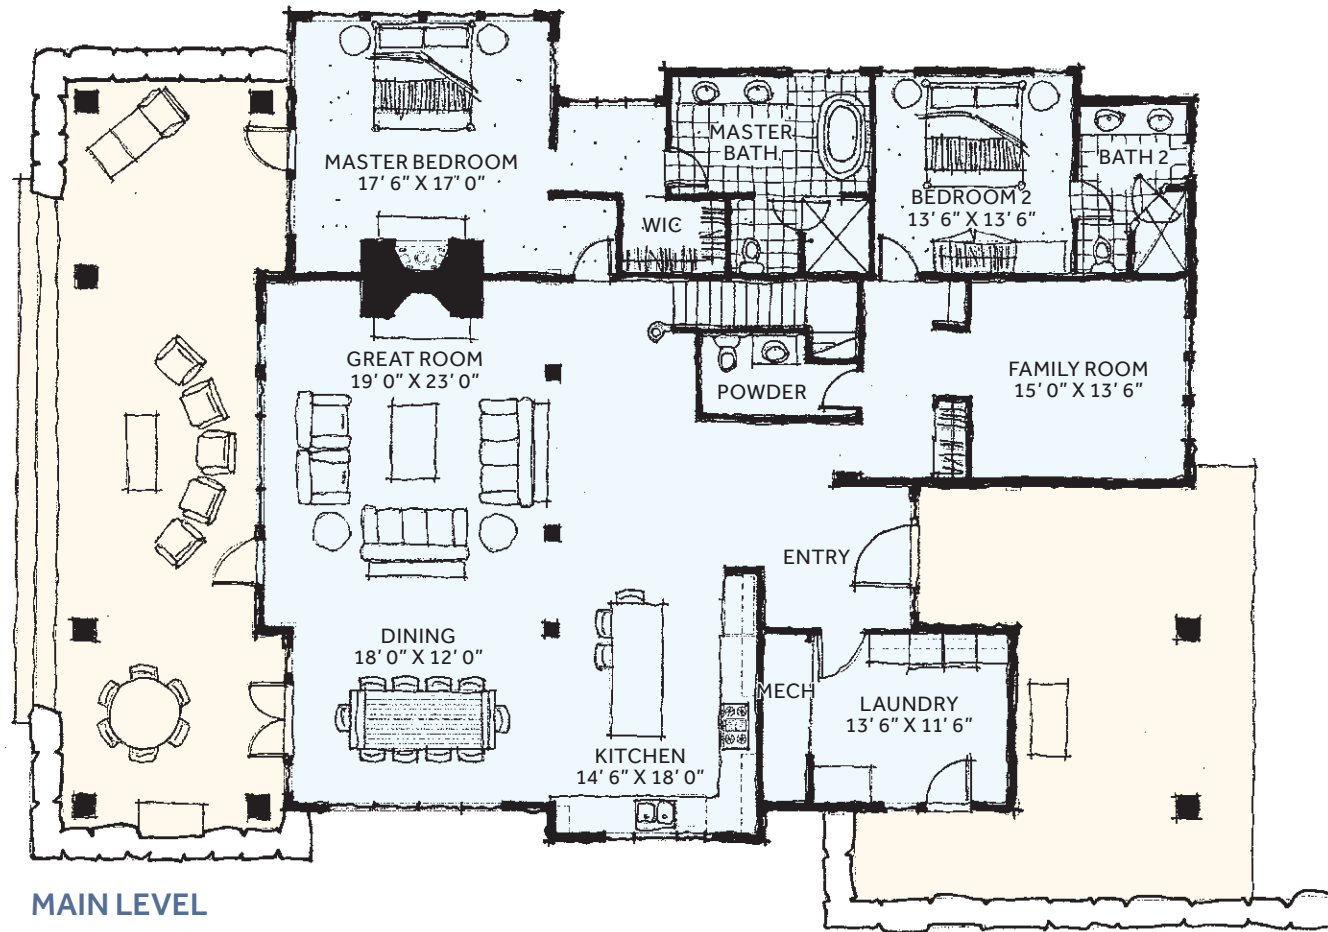 MASTER BEDROOM
17' 6" X 17' 0"
MASTER
BATH
WIC
BEDROOM 2
13' 6" X 13' 6"
BATH 2
GREAT ROOM
19' 0" X 23' 0"
POWDER
FAMILY ROOM
15' 0" X 13' 6"
ENTRY
DINING
18' 0" X 12' 0"
MECH
LAUNDRY
13' 6" X 11' 6"
KITCHEN
14' 6" X 18' 0"
MAIN LEVEL